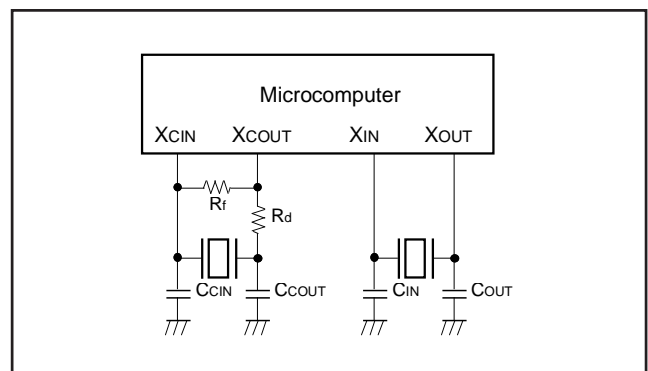 Microcomputer
XCIN XCOUT XIN XOUT
Rf
Rd
CCIN CCOUT CIN COUT